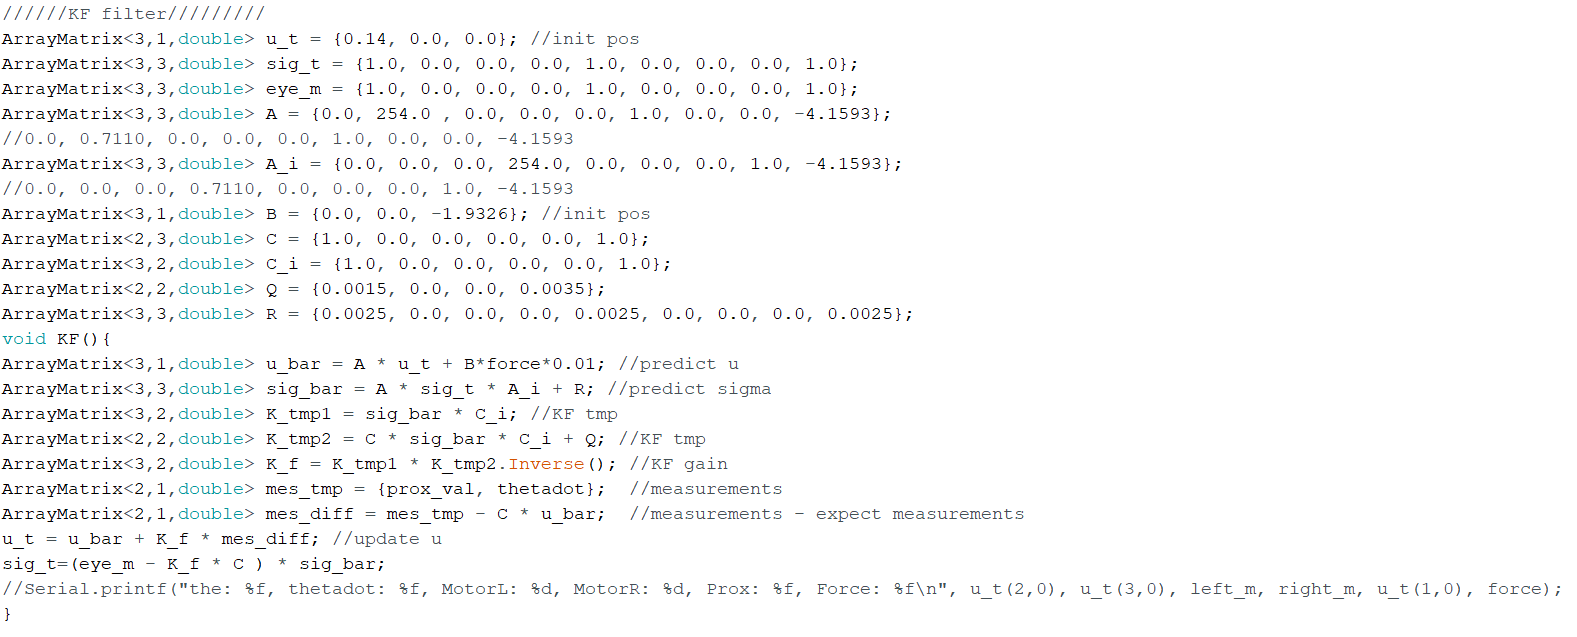 //////KF filter/////////
ArrayMatrix<3,1,double> u_t = {0.14, 0.0, 0.0}; //init pos
ArrayMatrix<3,3,double> sig_t = {1.0, 0.0, 0.0, 0.0, 1.0, 0.0, 0.0, 0.0, 1.0};
ArrayMatrix<3,3,double> eye_m = {1.0, 0.0, 0.0, 0.0, 1.0, 0.0, 0.0, 0.0, 1.0};
ArrayMatrix<3,3,double> A = {0.0, 254.0 , 0.0, 0.0, 0.0, 1.0, 0.0, 0.0, -4.1593};
//0.0, 0.7110, 0.0, 0.0, 0.0, 1.0, 0.0, 0.0, -4.1593
ArrayMatrix<3,3,double> A_i = {0.0, 0.0, 0.0, 254.0, 0.0, 0.0, 0.0, 1.0, -4.1593};
//0.0, 0.0, 0.0, 0.7110, 0.0, 0.0, 0.0, 1.0, -4.1593
ArrayMatrix<3,1,double> B = {0.0, 0.0, -1.9326}; //init pos
ArrayMatrix<2,3,double> C = {1.0, 0.0, 0.0, 0.0, 0.0, 1.0};
ArrayMatrix<3,2,double> C_i = {1.0, 0.0, 0.0, 0.0, 0.0, 1.0};
ArrayMatrix<2,2,double> Q = {0.0015, 0.0, 0.0, 0.0035};
ArrayMatrix<3,3,double> R = {0.0025, 0.0, 0.0, 0.0, 0.0025, 0.0, 0.0, 0.0, 0.0025};
void KF(){
ArrayMatrix<3,1,double> u_bar = A * u_t + B*force*0.01; //predict u
ArrayMatrix<3,3,double> sig_bar = A * sig_t * A_i + R; //predict sigma
ArrayMatrix<3,2,double> K_tmp1 = sig_bar * C_i; //KF tmp
ArrayMatrix<2,2,double> K_tmp2 = C * sig_bar * C_i + Q; //KF tmp
ArrayMatrix<3,2,double> K_f = K_tmp1 * K_tmp2.Inverse(); //KF gain
ArrayMatrix<2,1,double> mes_tmp = {prox_val, thetadot};  //measurements
ArrayMatrix<2,1,double> mes_diff = mes_tmp - C * u_bar;  //measurements - expect measurements
u_t = u_bar + K_f * mes_diff; //update u
sig_t=(eye_m - K_f * C ) * sig_bar;
//Serial.printf("the: %f, thetadot: %f, MotorL: %d, MotorR: %d, Prox: %f, Force: %f\n", u_t(2,0), u_t(3,0), left_m, right_m, u_t(1,0), force);
}